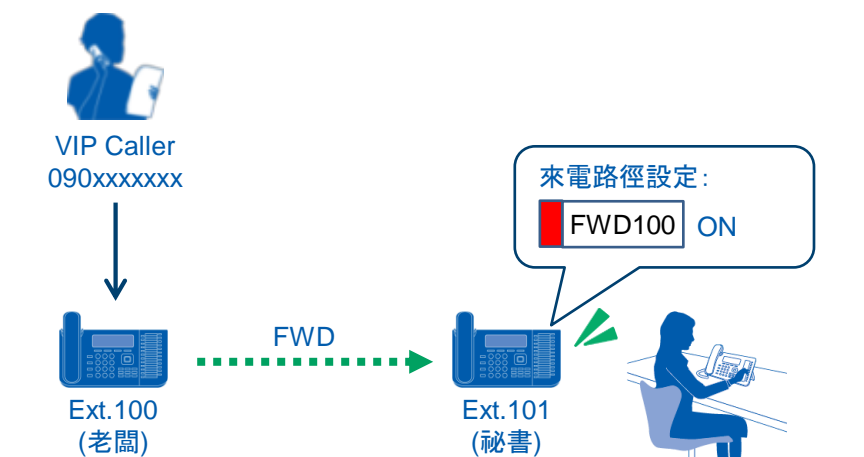 VIP Caller
090xxxxxxx
來電路徑設定：
FWD100 ON
FWD
Ext.100
(老闆)
Ext.101
(祕書)